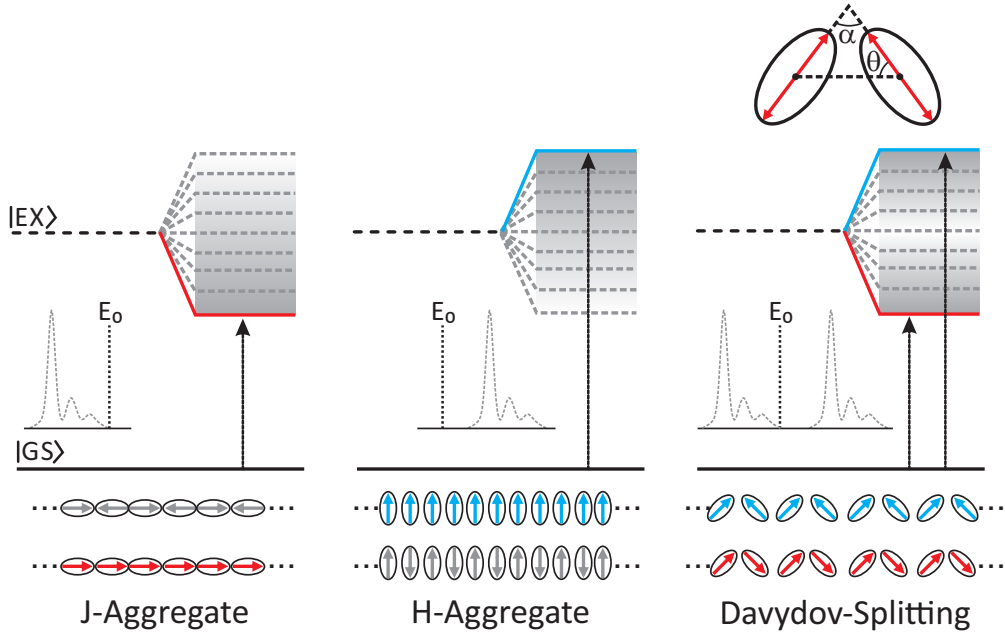 α
θ
|EX⟩
E₀
E₀
E₀
|GS⟩
... ...
... ...
... ...
... ...
... ...
... ...
J-Aggregate
H-Aggregate
Davydov-Splitting